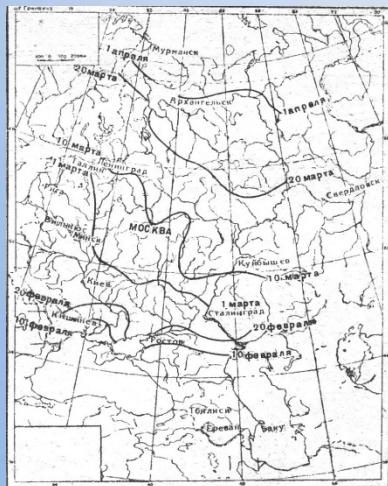 Мурманск
1 апреля
20 марта
Архангельск
1 апреля
10 марта
Ленинград
Таллин
1 марта
20 марта
Свердловск
Рига
Вильнюс
Минск
МОСКВА
Куйбышев
10 марта
Киев
20 февраля
1 марта
Сталинград
Кишинев
10 февраля
20 февраля
Ростов
10 февраля
Тбилиси
Ереван
Баку